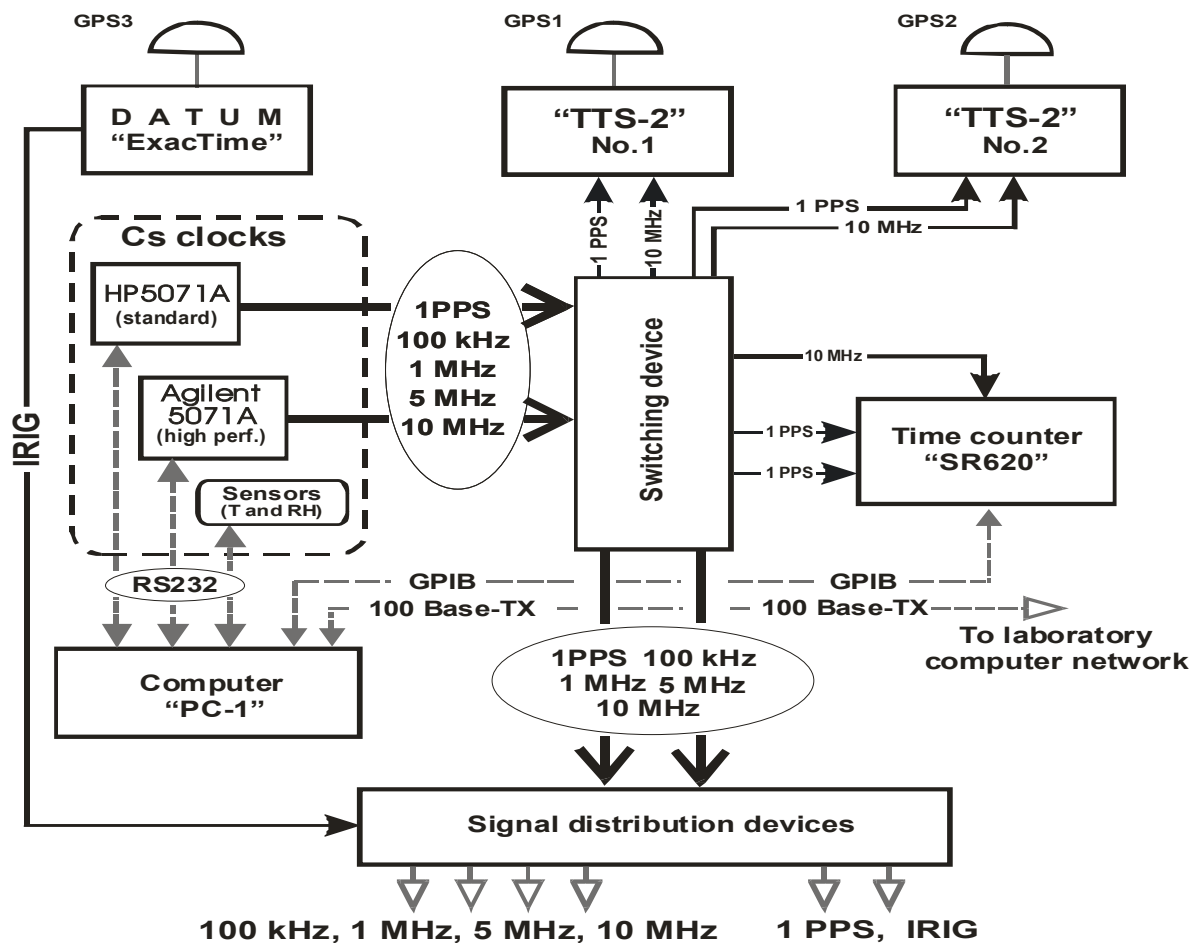 GPS3
GPS1
GPS2
D A T U M
“ExacTime”
“TTS-2”
No.1
“TTS-2”
No.2
1 PPS
10 MHz
1 PPS
10 MHz
Cs clocks
HP5071A
(standard)
Agilent
5071A
(high perf.)
Sensors
(T and RH)
1PPS
100 kHz
1 MHz
5 MHz
10 MHz
Switching device
10 MHz
1 PPS
1 PPS
Time counter
“SR620”
IRIG
RS232
GPIB
GPIB
100 Base-TX
100 Base-TX
To laboratory
computer network
Computer
“PC-1”
1PPS 100 kHz
1 MHz 5 MHz
10 MHz
Signal distribution devices
100 kHz, 1 MHz, 5 MHz, 10 MHz
1 PPS, IRIG